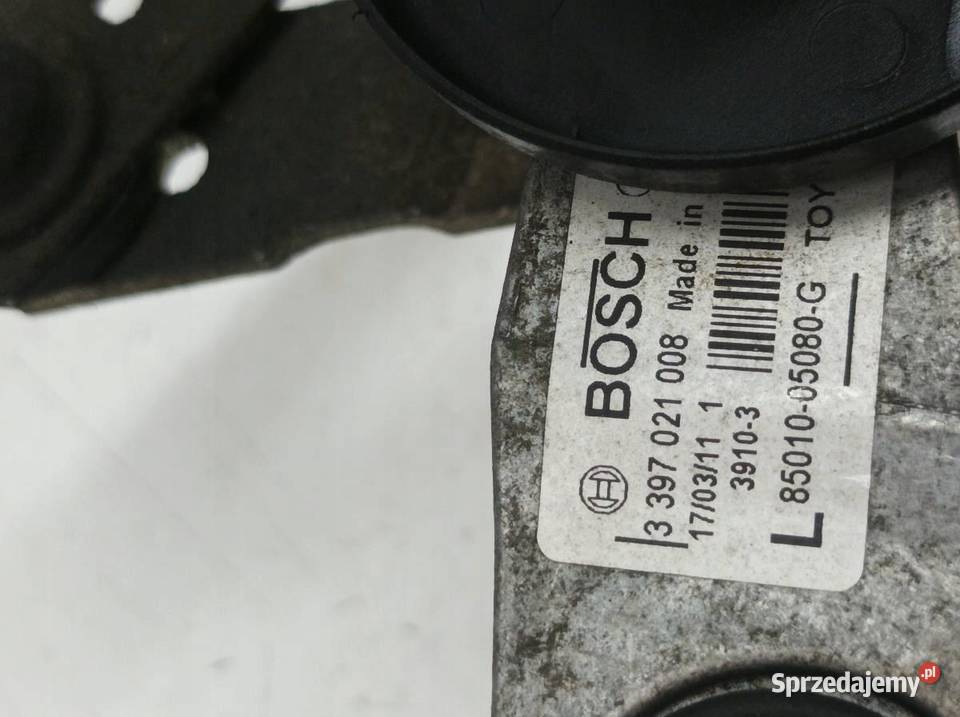 BOSCH
3 397 021 008 Made in
17/03/11 1
3910-3
L 85010-05080-G TOY
Sprzedajemy.pl